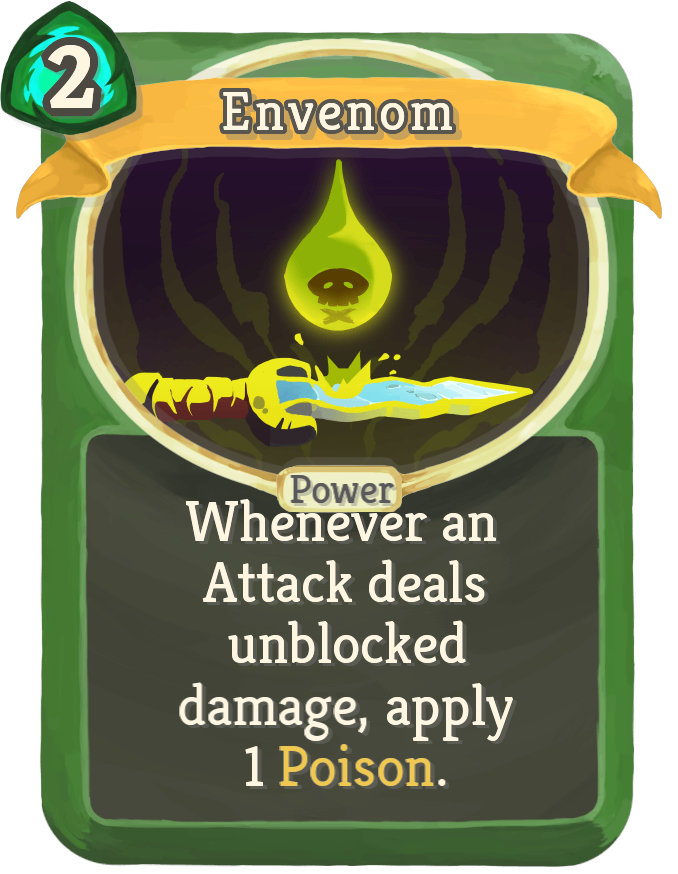 2
Envenom
Power
Whenever an
Attack deals
unblocked
damage, apply
1 Poison.